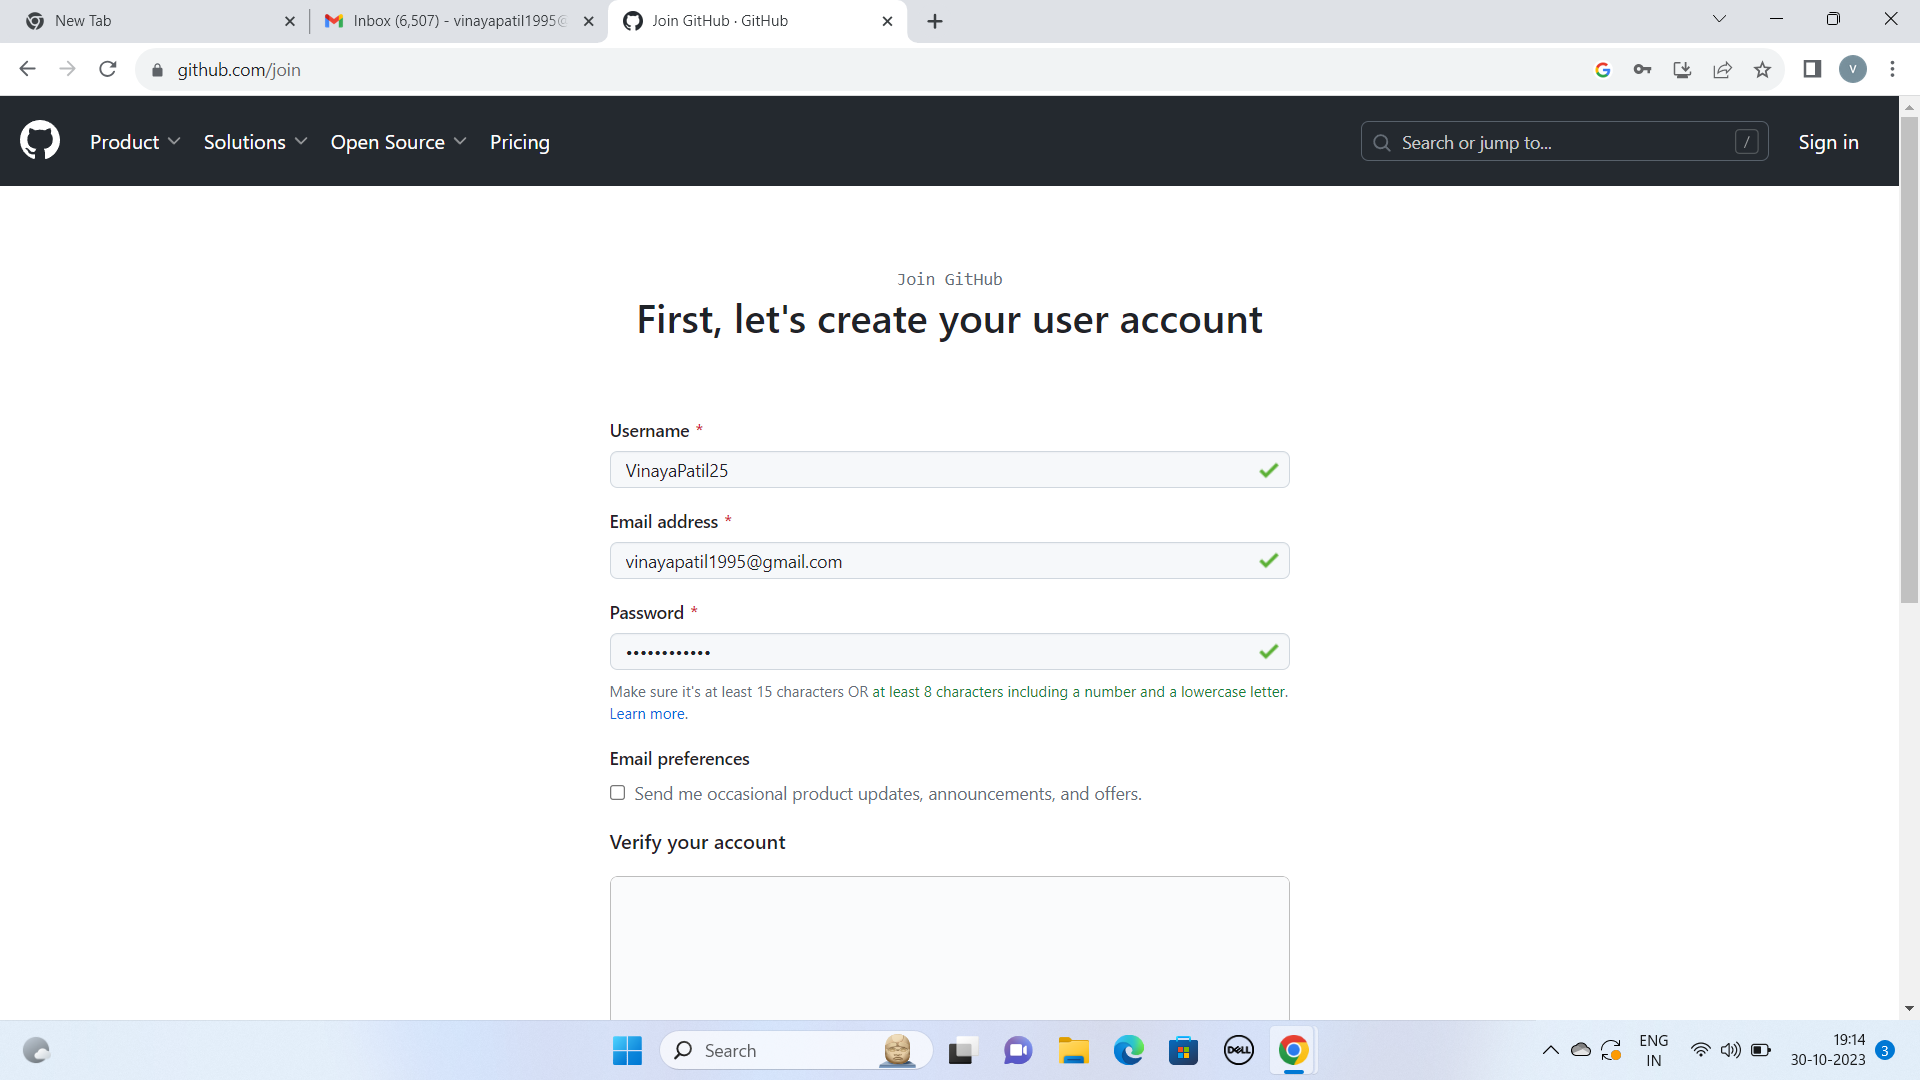 New Tab
Inbox (6,507) - vinayapatil1995@
Join GitHub · GitHub
github.com/join
V
Product
Solutions
Open Source
Pricing
Search or jump to...
/
Sign in
Join GitHub
First, let's create your user account
Username *
VinayaPatil25
Email address *
vinayapatil1995@gmail.com
Password *
••••••••••••
Make sure it's at least 15 characters OR at least 8 characters including a number and a lowercase letter.
Learn more.
Email preferences
Send me occasional product updates, announcements, and offers.
Verify your account
Search
DELL
ENG
IN
19:14
30-10-2023
3